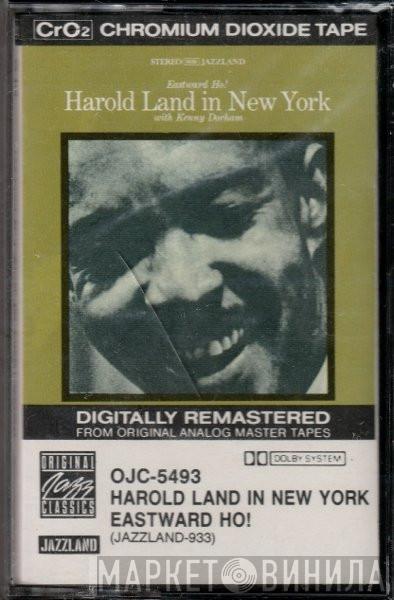 CrO2 CHROMIUM DIOXIDE TAPE
STEREO 933 JAZZLAND
Eastward Ho!
Harold Land in New York
with Kenny Dorham
DIGITALLY REMASTERED
FROM ORIGINAL ANALOG MASTER TAPES
ORIGINAL
Jazz
CLASSICS
JAZZLAND
DOLBY SYSTEM
OJC-5493
HAROLD LAND IN NEW YORK
EASTWARD HO!
(JAZZLAND-933)
МАРКЕТ ВИНИЛА